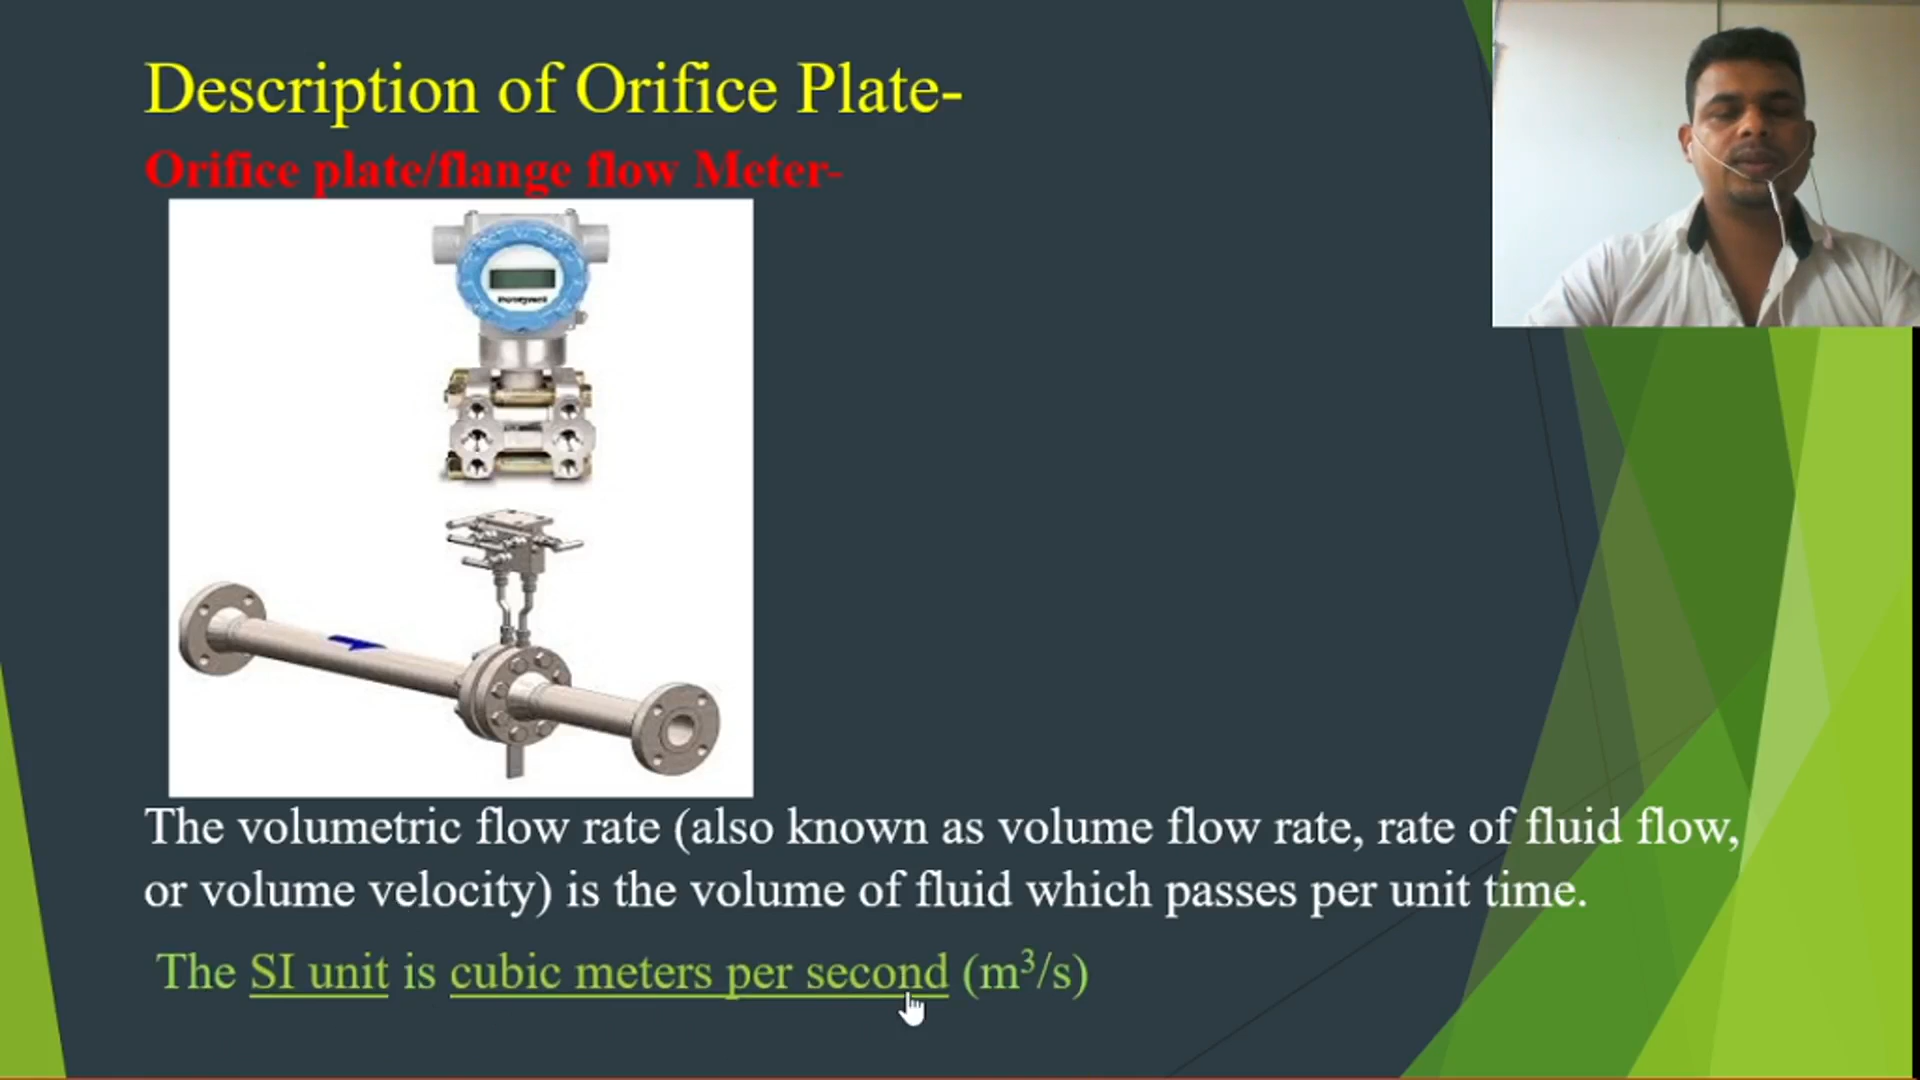 Description of Orifice Plate-
Orifice plate/flange flow Meter-
Honeywell
The volumetric flow rate (also known as volume flow rate, rate of fluid flow,
or volume velocity) is the volume of fluid which passes per unit time.
The SI unit is cubic meters per second (m³/s)